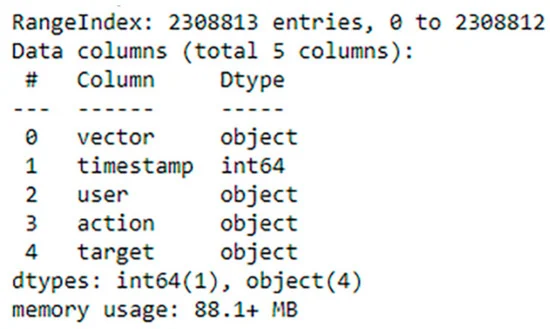 RangeIndex: 2308813 entries, 0 to 2308812
Data columns (total 5 columns):
 #   Column     Dtype
---  ------     -----
 0   vector     object
 1   timestamp  int64
 2   user       object
 3   action     object
 4   target     object
dtypes: int64(1), object(4)
memory usage: 88.1+ MB